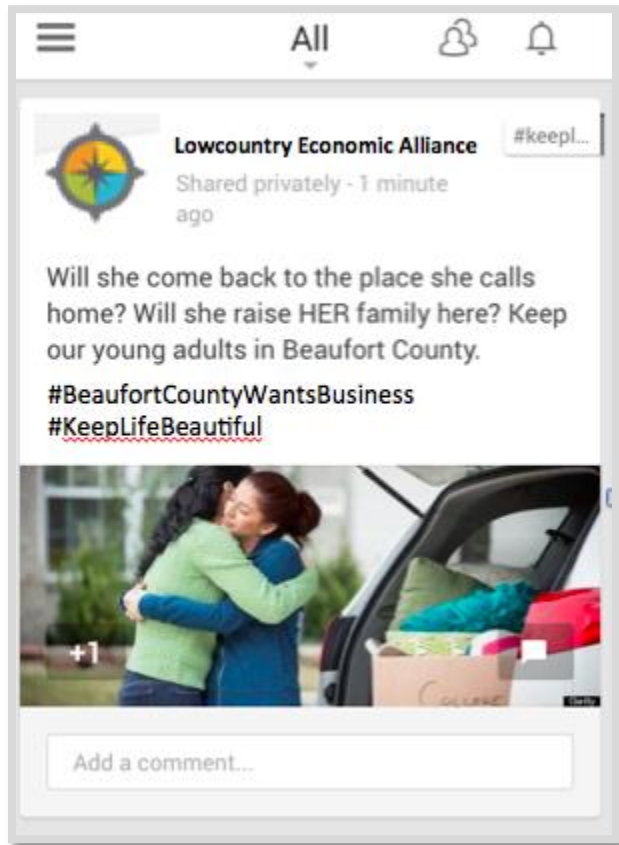 All
Lowcountry Economic Alliance
#keepl...
Shared privately - 1 minute
ago
Will she come back to the place she calls
home? Will she raise HER family here? Keep
our young adults in Beaufort County.
#BeaufortCountyWantsBusiness
#KeepLifeBeautiful
+1
COLLEGE
Getty
Add a comment...